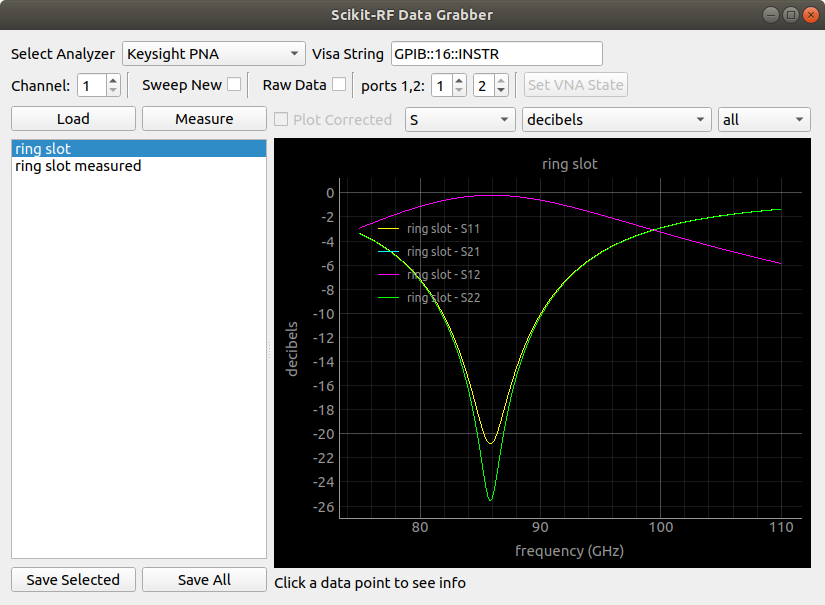 Scikit-RF Data Grabber
Select Analyzer Keysight PNA Visa String GPIB::16::INSTR
Channel: 1 Sweep New Raw Data ports 1,2: 1 2 Set VNA State
Load Measure Plot Corrected S decibels all
ring slot
ring slot measured
ring slot
0
-2
-4
-6
-8
-10
-12
-14
-16
-18
-20
-22
-24
-26
decibels
ring slot - S11
ring slot - S21
ring slot - S12
ring slot - S22
80 90 100 110
frequency (GHz)
Save Selected Save All Click a data point to see info